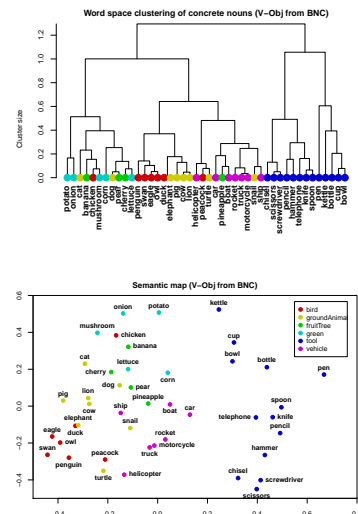 Word space clustering of concrete nouns (V-Obj from BNC)
1.2
1.0
0.8
0.6
0.4
0.2
0.0
Cluster size
potato
onion
cat
banana
chicken
mushroom
corn
dog
pear
cherry
lettuce
penguin
swan
eagle
owl
duck
elephant
pig
cow
lion
helicopter
peacock
turtle
car
pineapple
boat
rocket
truck
motorcycle
snail
ship
chisel
scissors
screwdriver
pencil
hammer
telephone
knife
spoon
pen
kettle
bottle
cup
bowl
Semantic map (V-Obj from BNC)
onion
potato
kettle
bird
groundAnimal
fruitTree
green
tool
vehicle
mushroom
chicken
banana
cup
cat
lettuce
bowl
bottle
cherry
corn
pen
dog
pear
lion
pig
cow
pineapple
ship
boat
car
spoon
elephant
snail
telephone
knife
duck
pencil
eagle
rocket
owl
motorcycle
truck
swan
penguin
peacock
hammer
turtle
helicopter
chisel
screwdriver
scissors
0.6
0.4
0.2
0.0
-0.2
-0.4